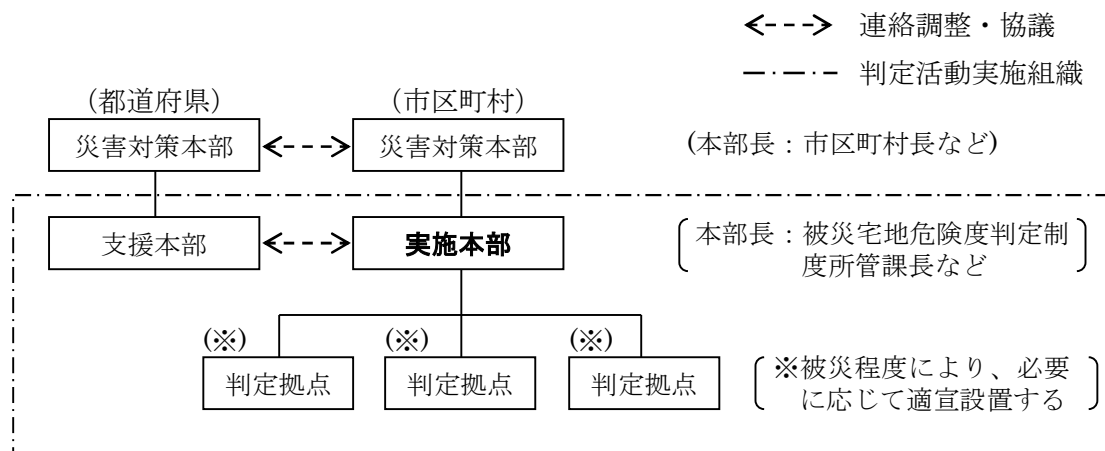 連絡調整・協議
判定活動実施組織
(都道府県)
(市区町村)
災害対策本部
災害対策本部
(本部長：市区町村長など)
支援本部
実施本部
本部長：被災宅地危険度判定制
度所管課長など
(※)
(※)
(※)
判定拠点
判定拠点
判定拠点
※被災程度により、必要
に応じて適宣設置する